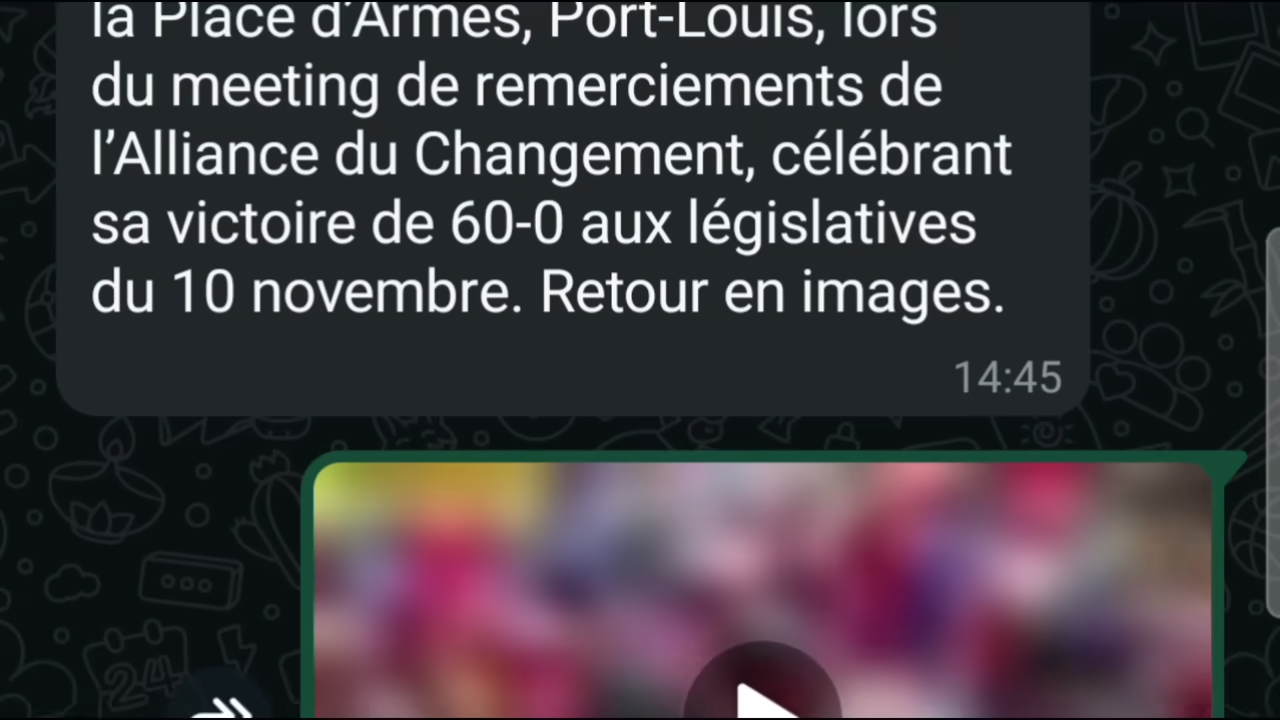 la Place d’Armes, Port-Louis, lors
du meeting de remerciements de
l’Alliance du Changement, célébrant
sa victoire de 60-0 aux législatives
du 10 novembre. Retour en images.
14:45
24